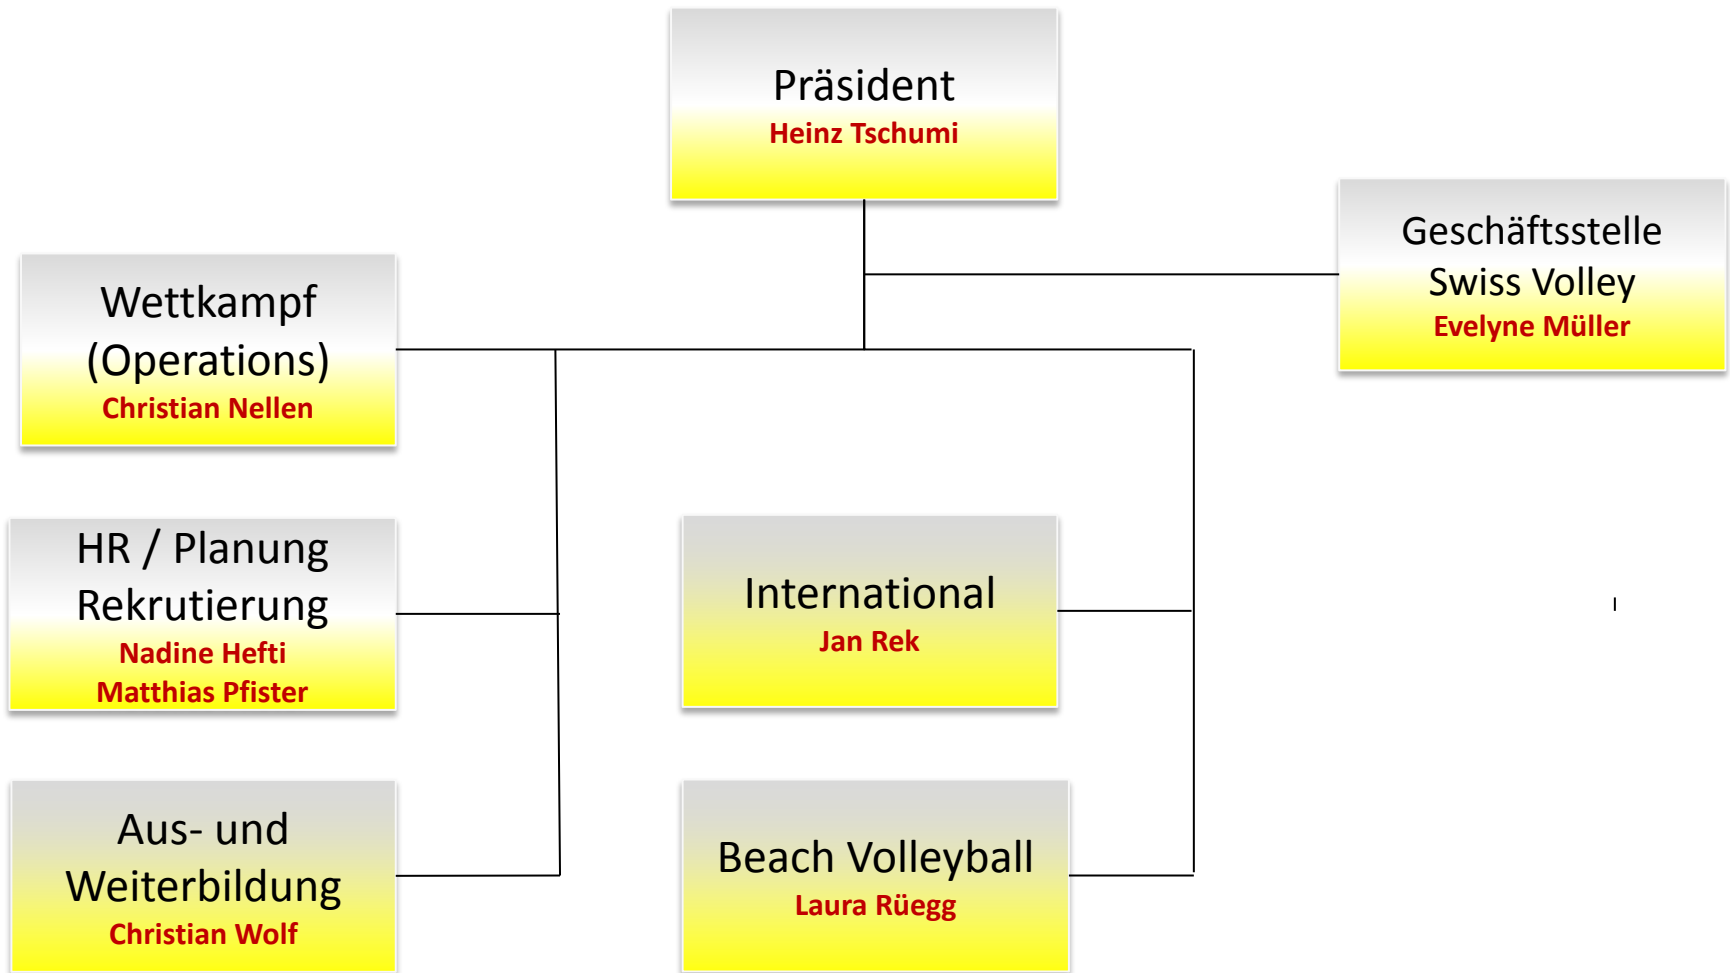 Präsident
Heinz Tschumi
Geschäftsstelle
Swiss Volley
Evelyne Müller
Wettkampf
(Operations)
Christian Nellen
HR / Planung
Rekrutierung
Nadine Hefti
Matthias Pfister
International
Jan Rek
Aus- und
Weiterbildung
Christian Wolf
Beach Volleyball
Laura Rüegg